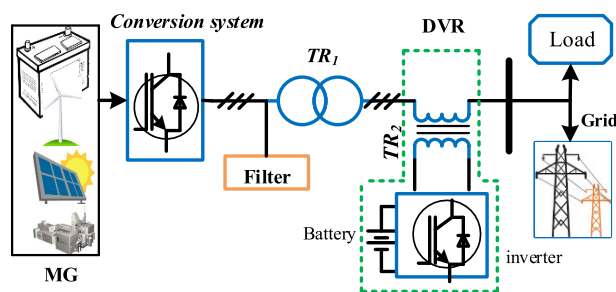 Conversion system
DVR
Load
TR1
Grid
TR2
Filter
Battery
inverter
MG